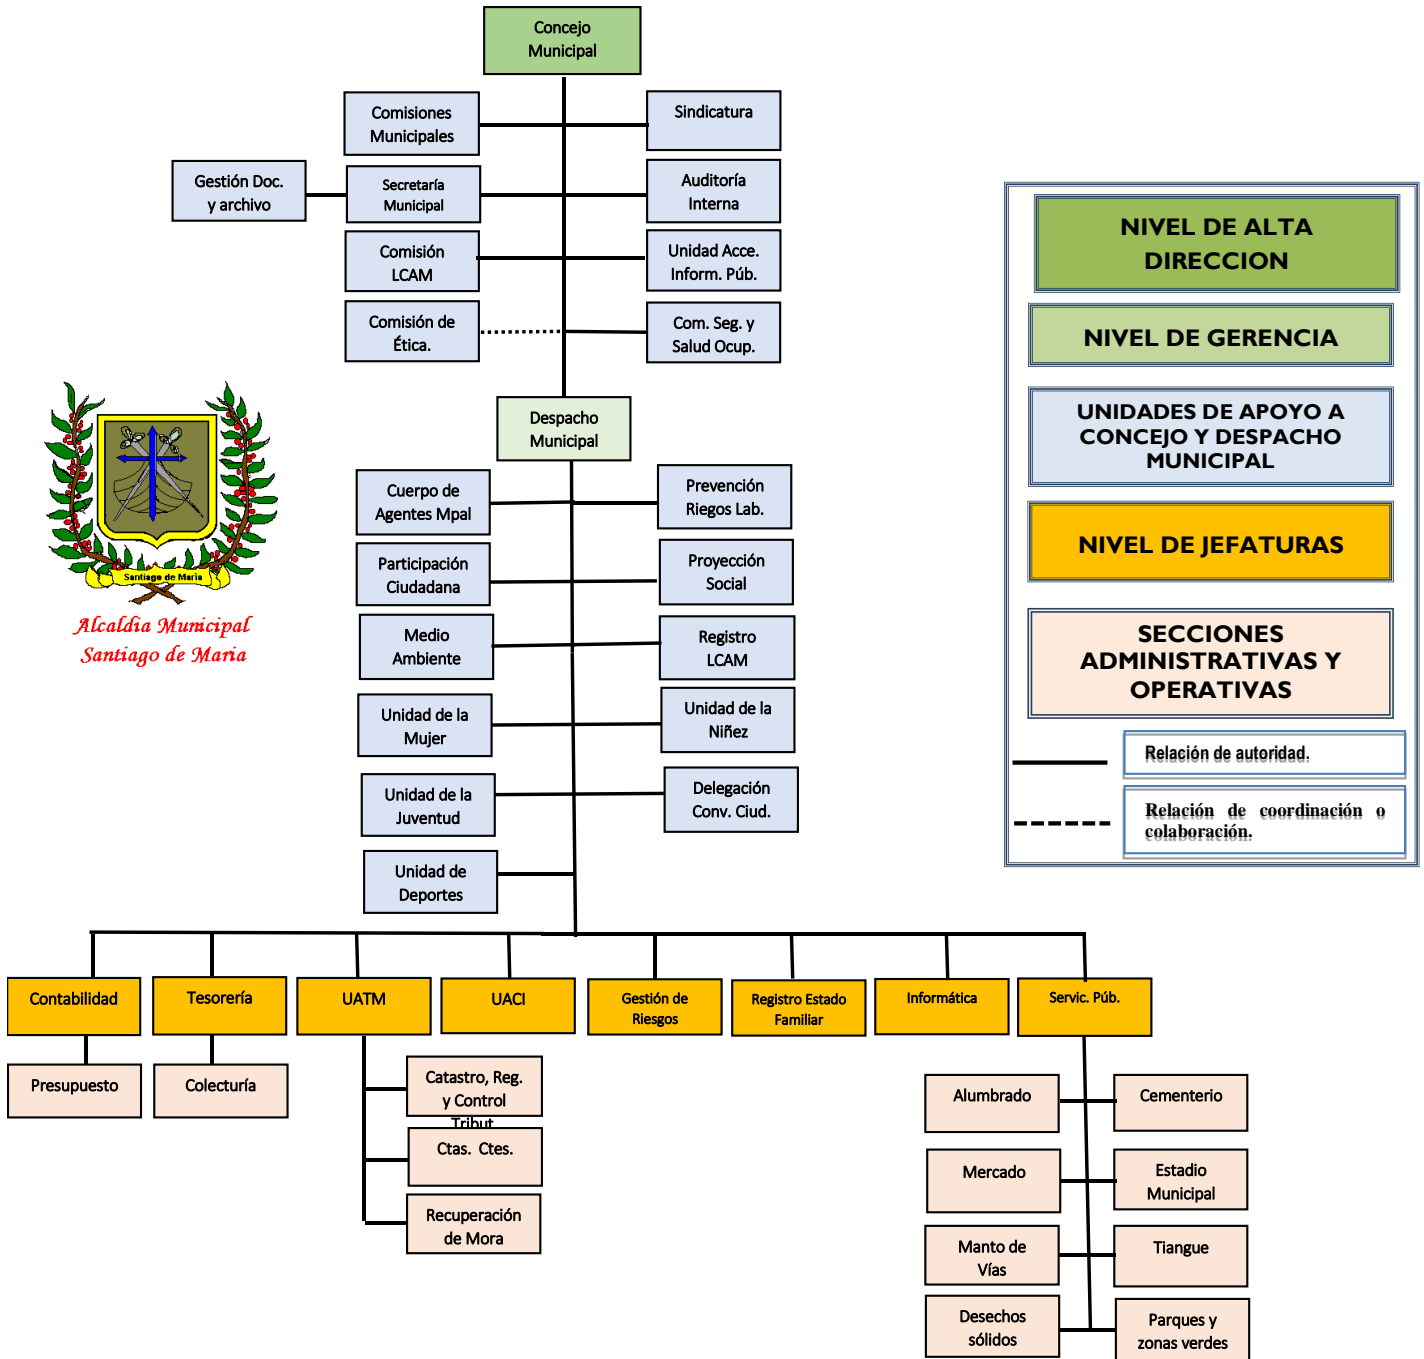 Concejo
Municipal
Comisiones
Municipales
Sindicatura
Gestión Doc.
y archivo
Secretaría
Municipal
Auditoría
Interna
Comisión
LCAM
Unidad Acce.
Inform. Púb.
Comisión de
Ética.
Com. Seg. y
Salud Ocup.
Despacho
Municipal
Cuerpo de
Agentes Mpal
Prevención
Riegos Lab.
Participación
Ciudadana
Proyección
Social
Medio
Ambiente
Registro
LCAM
Unidad de la
Mujer
Unidad de la
Niñez
Unidad de la
Juventud
Delegación
Conv. Ciud.
Unidad de
Deportes
Santiago de Maria
Alcaldia Municipal
Santiago de Maria
NIVEL DE ALTA
DIRECCION
NIVEL DE GERENCIA
UNIDADES DE APOYO A
CONCEJO Y DESPACHO
MUNICIPAL
NIVEL DE JEFATURAS
SECCIONES
ADMINISTRATIVAS Y
OPERATIVAS
Relación de autoridad.
Relación de coordinación o
colaboración.
Contabilidad
Tesorería
UATM
UACI
Gestión de
Riesgos
Registro Estado
Familiar
Informática
Servic. Púb.
Presupuesto
Colecturía
Catastro, Reg.
y Control
Tribut
Ctas. Ctes.
Recuperación
de Mora
Alumbrado
Cementerio
Mercado
Estadio
Municipal
Manto de
Vías
Tiangue
Desechos
sólidos
Parques y
zonas verdes